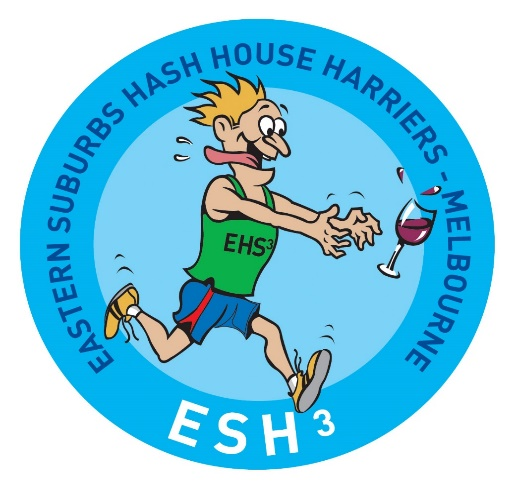 EASTERN SUBURBS HASH HOUSE HARRIERS - MELBOURNE
EHS³
ESH³